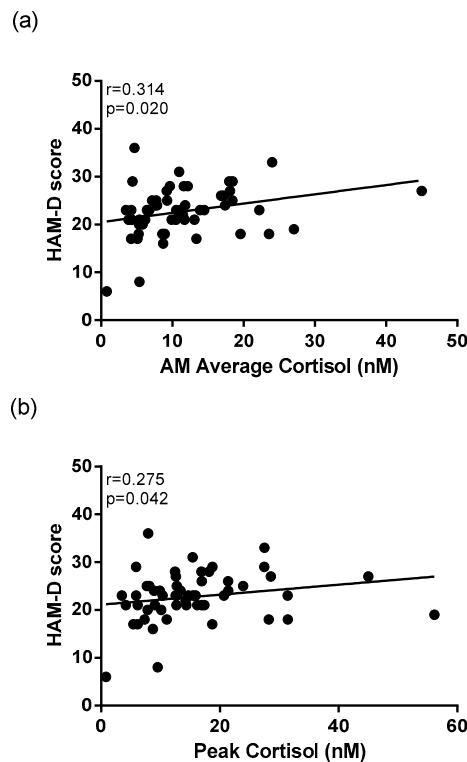 (a)
r=0.314
p=0.020
HAM-D score
50
40
30
20
10
0
0 10 20 30 40 50
AM Average Cortisol (nM)
(b)
r=0.275
p=0.042
HAM-D score
50
40
30
20
10
0
0 20 40 60
Peak Cortisol (nM)